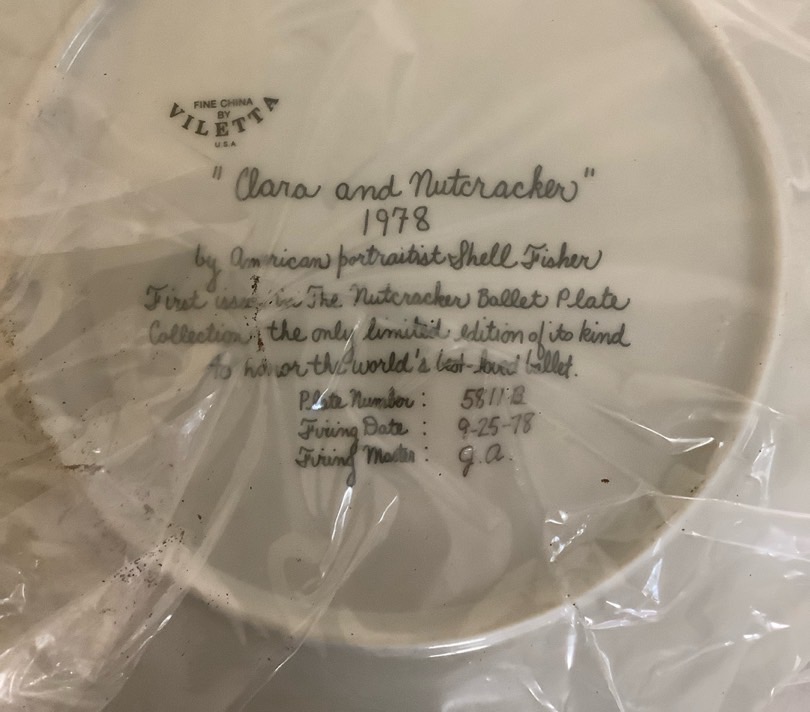 FINE CHINA
BY
VILETTA
U.S.A
"Clara and Nutcracker"
1978
by American portraitist Shell Fisher
First issue in The Nutcracker Ballet Plate
Collection, the only limited edition of its kind
to honor the world's best-loved ballet.
Plate Number: 5811B
Firing Date: 9-25-78
Firing Master: G.A.